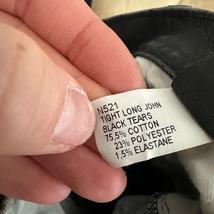 N521
TIGHT LONG JOHN
BLACK TEARS
75,5% COTTON
23% POLYESTER
1,5% ELASTANE